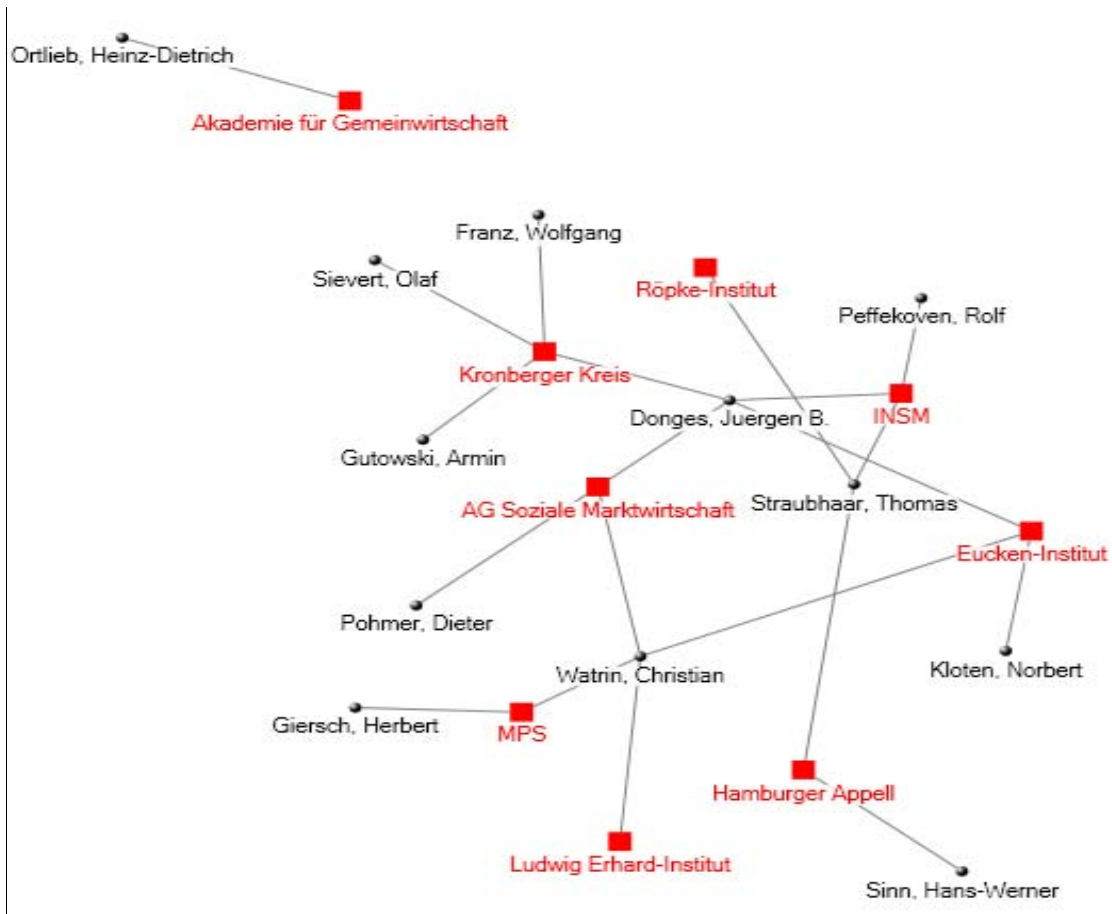 Ortlieb, Heinz-Dietrich
Akademie für Gemeinwirtschaft
Franz, Wolfgang
Sievert, Olaf
Röpke-Institut
Peffekoven, Rolf
Kronberger Kreis
Donges, Juergen B.
INSM
Gutowski, Armin
AG Soziale Marktwirtschaft
Straubhaar, Thomas
Eucken-Institut
Pohmer, Dieter
Watrin, Christian
Kloten, Norbert
Giersch, Herbert
MPS
Hamburger Appell
Ludwig Erhard-Institut
Sinn, Hans-Werner